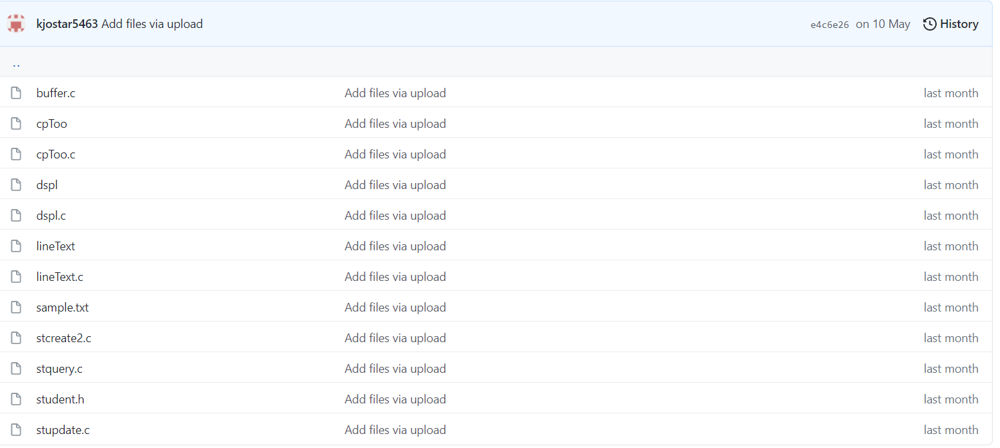 kjostar5463 Add files via upload e4c6e26 on 10 May History
..
buffer.c Add files via upload last month
cpToo Add files via upload last month
cpToo.c Add files via upload last month
dspl Add files via upload last month
dspl.c Add files via upload last month
lineText Add files via upload last month
lineText.c Add files via upload last month
sample.txt Add files via upload last month
stcreate2.c Add files via upload last month
stquery.c Add files via upload last month
student.h Add files via upload last month
stupdate.c Add files via upload last month